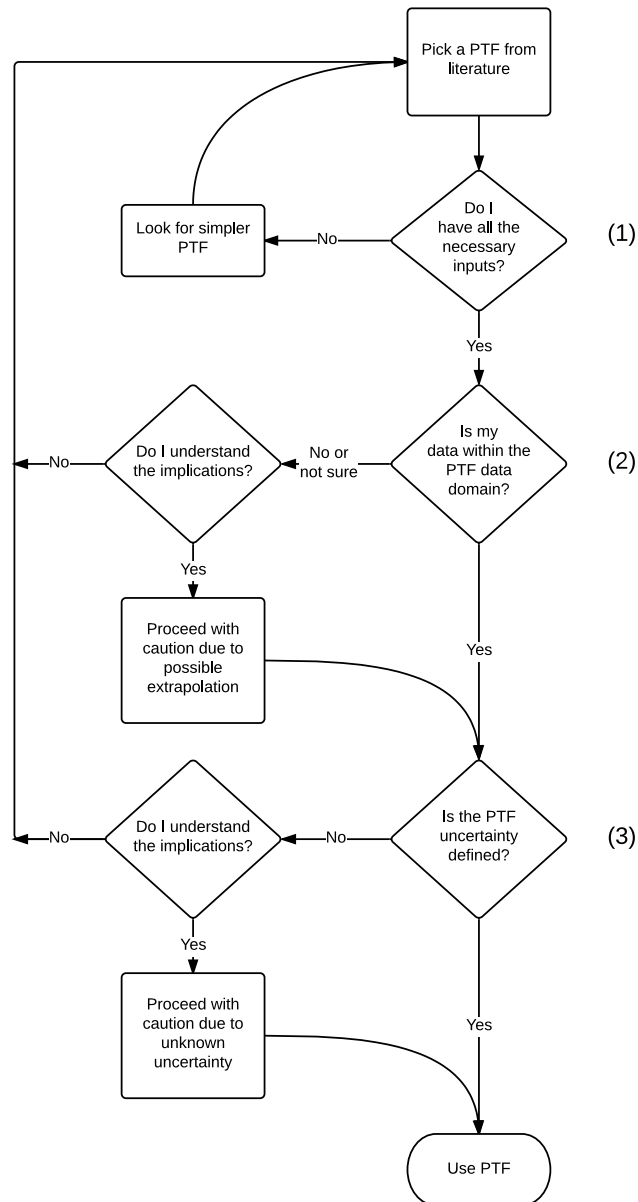 Pick a PTF from
literature
Do I
have all the
necessary
inputs?
(1)
No
Look for simpler
PTF
Yes
Is my
data within the
PTF data
domain?
(2)
No or
not sure
Do I understand
the implications?
No
Yes
Proceed with
caution due to
possible
extrapolation
Yes
Is the PTF
uncertainty
defined?
(3)
No
Do I understand
the implications?
No
Yes
Proceed with
caution due to
unknown
uncertainty
Yes
Use PTF